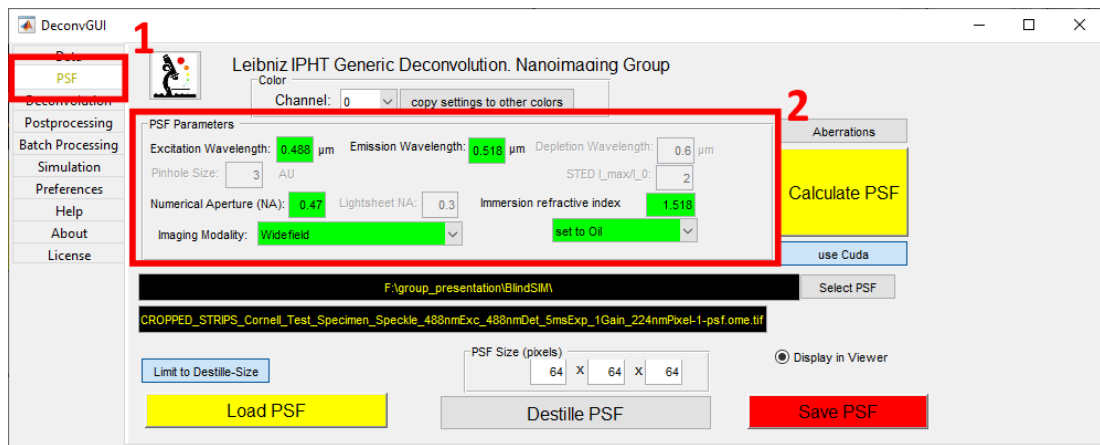 DeconvGUI
1
Data
PSF
Deconvolution
Postprocessing
Batch Processing
Simulation
Preferences
Help
About
License
Leibniz IPHT Generic Deconvolution. Nanoimaging Group
Color
Channel: 0 copy settings to other colors
2
PSF Parameters
Excitation Wavelength: 0.488 µm Emission Wavelength: 0.518 µm Depletion Wavelength: 0.6 µm
Pinhole Size: 3 AU STED I_max/I_0: 2
Numerical Aperture (NA): 0.47 Lightsheet NA: 0.3 Immersion refractive index 1.518
Imaging Modality: Widefield set to Oil
Aberrations
Calculate PSF
use Cuda
F:\group_presentation\BlindSIM\ Select PSF
CROPPED_STRIPS_Cornell_Test_Specimen_Speckle_488nmExc_488nmDet_5msExp_1Gain_224nmPixel-1-psf.ome.tif
Limit to Destille-Size
PSF Size (pixels)
64 X 64 X 64
Display in Viewer
Load PSF Destille PSF Save PSF